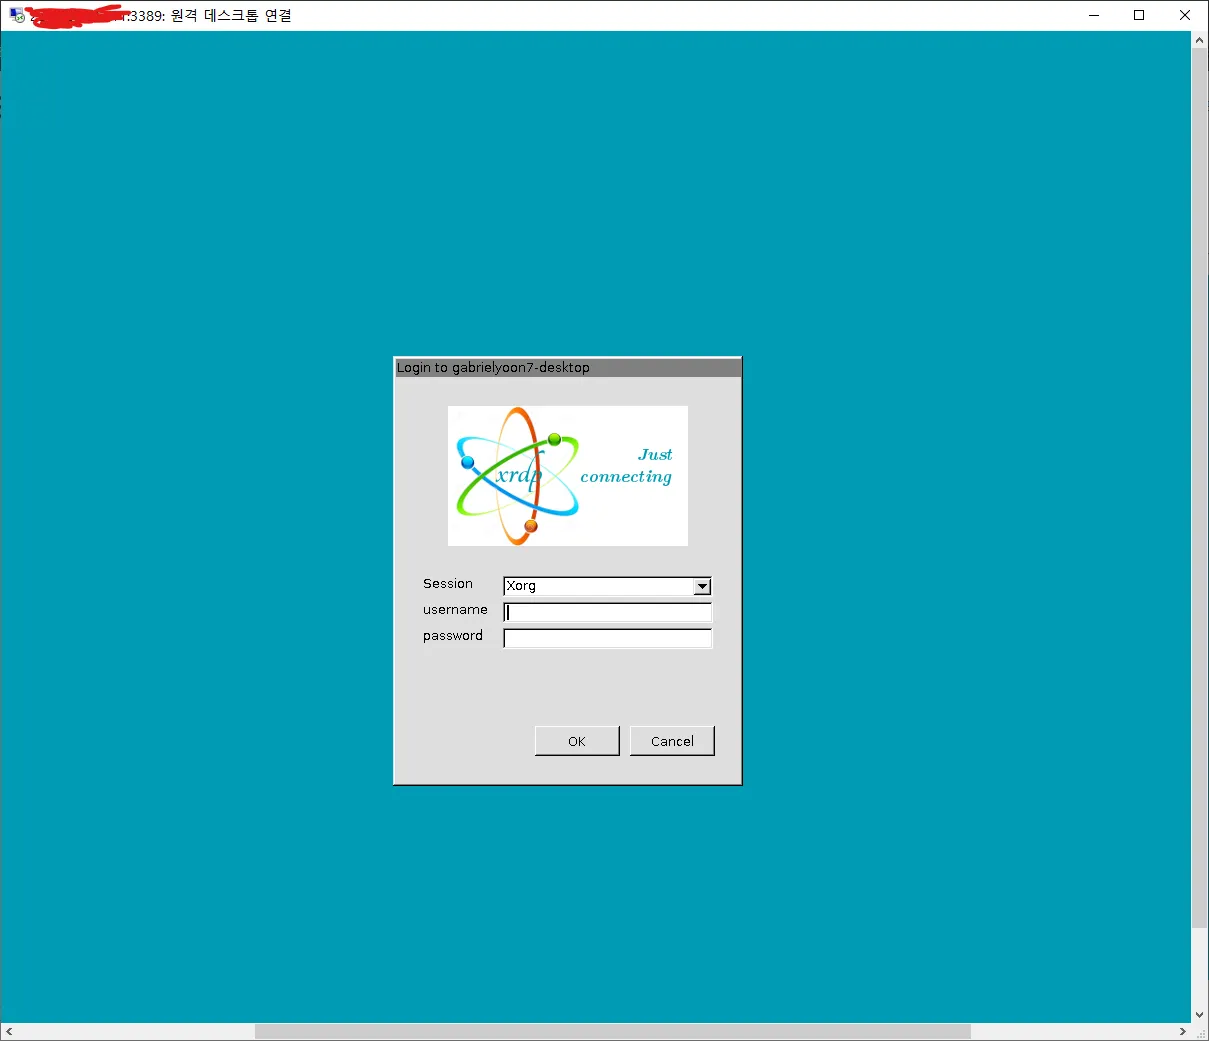 :3389: 원격 데스크톱 연결
Login to gabrielyoon7-desktop
xrdp
Just
connecting
Session
Xorg
username
password
OK
Cancel